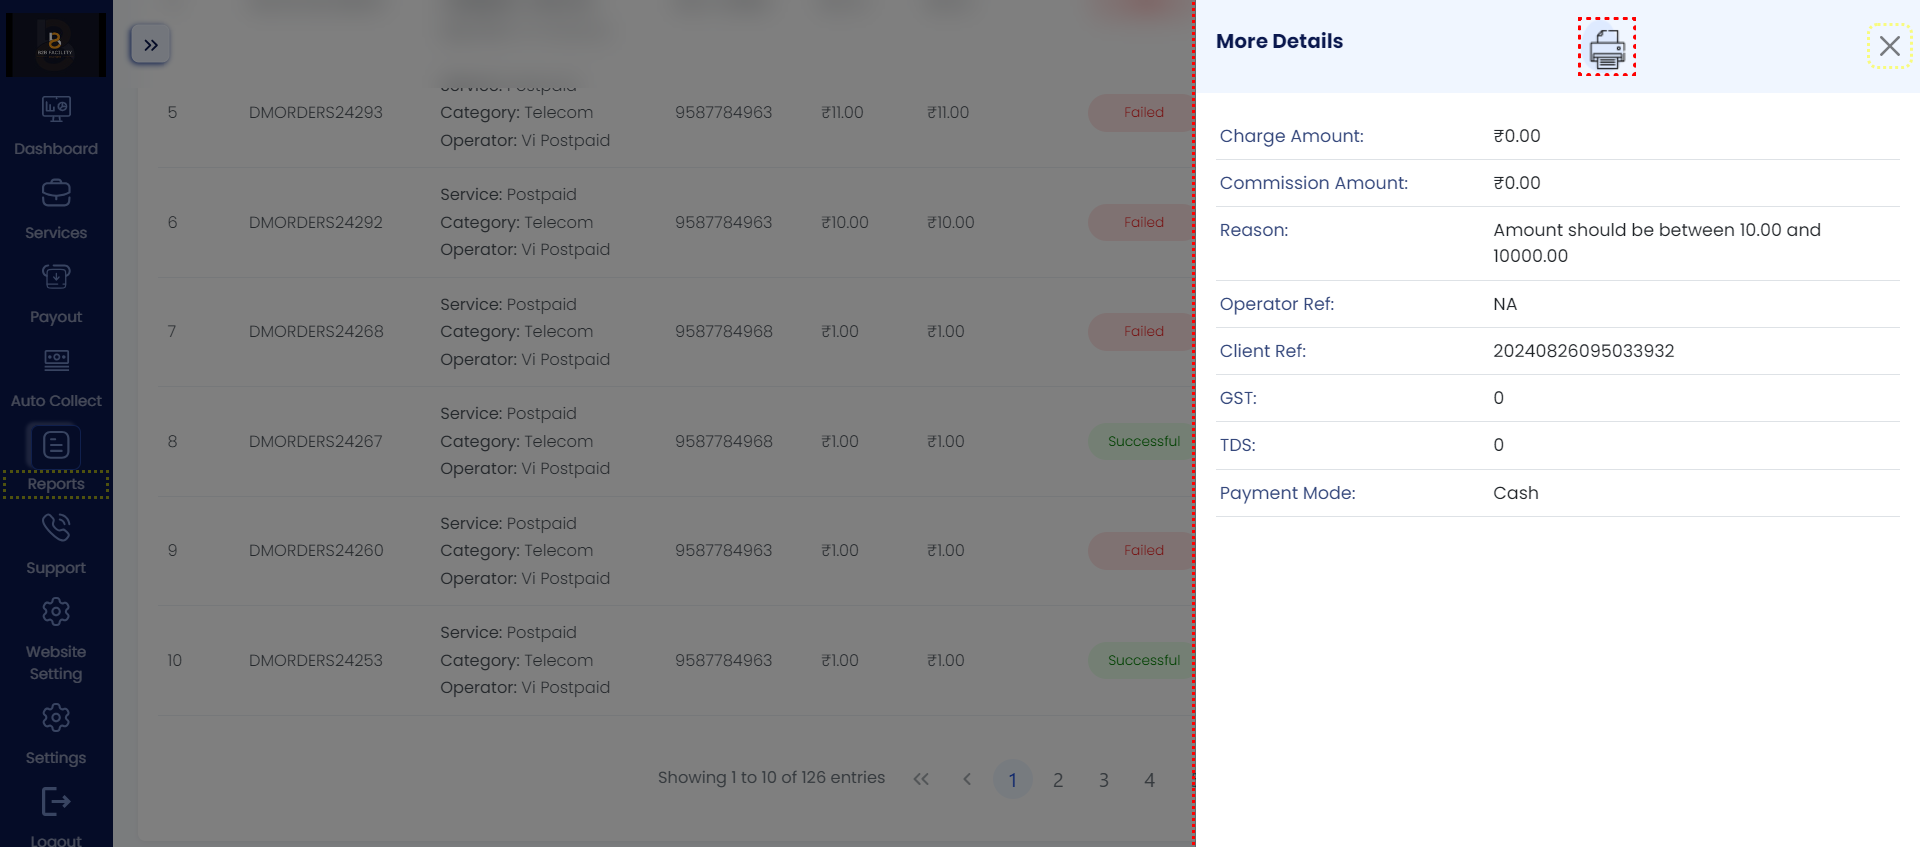 B2B FACILITY
Dashboard
Services
Payout
Auto Collect
Reports
Support
Website
Setting
Settings
Logout
Service: Postpaid
5 DMORDERS24293 Category: Telecom 9587784963 ₹11.00 ₹11.00 Failed
Operator: Vi Postpaid
Service: Postpaid
6 DMORDERS24292 Category: Telecom 9587784963 ₹10.00 ₹10.00 Failed
Operator: Vi Postpaid
Service: Postpaid
7 DMORDERS24268 Category: Telecom 9587784968 ₹1.00 ₹1.00 Failed
Operator: Vi Postpaid
Service: Postpaid
8 DMORDERS24267 Category: Telecom 9587784968 ₹1.00 ₹1.00 Successful
Operator: Vi Postpaid
Service: Postpaid
9 DMORDERS24260 Category: Telecom 9587784963 ₹1.00 ₹1.00 Failed
Operator: Vi Postpaid
Service: Postpaid
10 DMORDERS24253 Category: Telecom 9587784963 ₹1.00 ₹1.00 Successful
Operator: Vi Postpaid
Showing 1 to 10 of 126 entries « ‹ 1 2 3 4
More Details
Charge Amount: ₹0.00
Commission Amount: ₹0.00
Reason: Amount should be between 10.00 and
10000.00
Operator Ref: NA
Client Ref: 20240826095033932
GST: 0
TDS: 0
Payment Mode: Cash